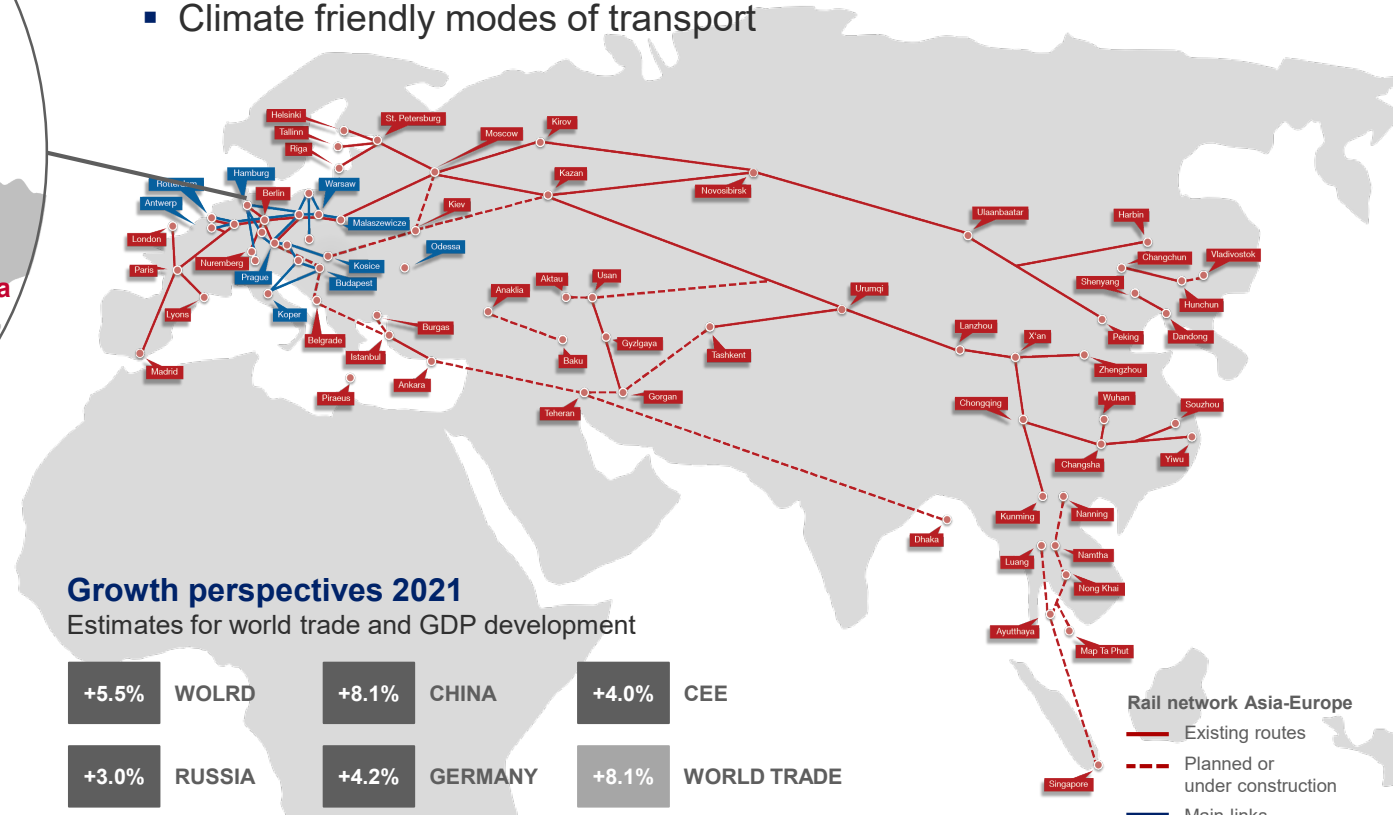 ▪ Climate friendly modes of transport
Helsinki
St. Petersburg
Tallinn
Riga
Moscow
Kirov
Hamburg
Warsaw
Berlin
Antwerp
Kazan
Novosibirsk
Kiev
Malaszewicze
London
Odessa
Ulaanbaatar
Harbin
Changchun
Vladivostok
Paris
Nuremberg
Prague
Kosice
Budapest
Shenyang
Hunchun
a
Lyons
Koper
Anaklia
Aktau
Usan
Urumqi
Belgrade
Burgas
Istanbul
Baku
Gyzlgaya
Tashkent
Lanzhou
X'an
Peking
Dandong
Madrid
Ankara
Zhengzhou
Piraeus
Teheran
Gorgan
Chongqing
Wuhan
Souzhou
Changsha
Yiwu
Kunming
Nanning
Dhaka
Luang
Namtha
Nong Khai
Ayutthaya
Map Ta Phut
Singapore
Growth perspectives 2021
Estimates for world trade and GDP development
+5.5% WOLRD
+8.1% CHINA
+4.0% CEE
+3.0% RUSSIA
+4.2% GERMANY
+8.1% WORLD TRADE
Rail network Asia-Europe
Existing routes
Planned or
under construction
Main links